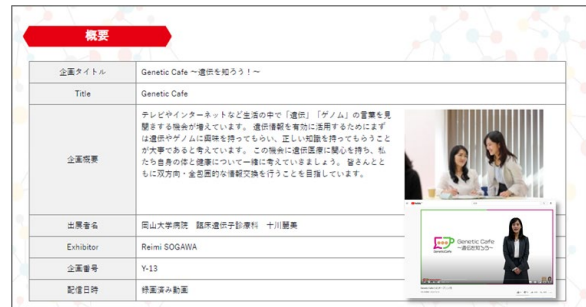 概要
企画タイトル
Genetic Cafe ～遺伝を知ろう！～
Title
Genetic Cafe
企画概要
テレビやインターネットなど生活の中で「遺伝」「ゲノム」の言葉を見
聞きする機会が増えています。 遺伝情報を有効に活用するためにまず
は遺伝やゲノムに興味を持ってもらい、正しい知識を持ってもらうこと
が大事であると考えています。 この機会に遺伝医療に関心を持ち、私
たち自身の体と健康について一緒に考えていきましょう。 皆さんとと
もに双方向・全包囲的な情報交換を行うことを目指しています。
出展者名
岡山大学病院 臨床遺伝子診療科 十川麗美
Exhibitor
Reimi SOGAWA
企画番号
Y-13
配信日時
録画済み動画
Genetic Cafe
～遺伝を知ろう～